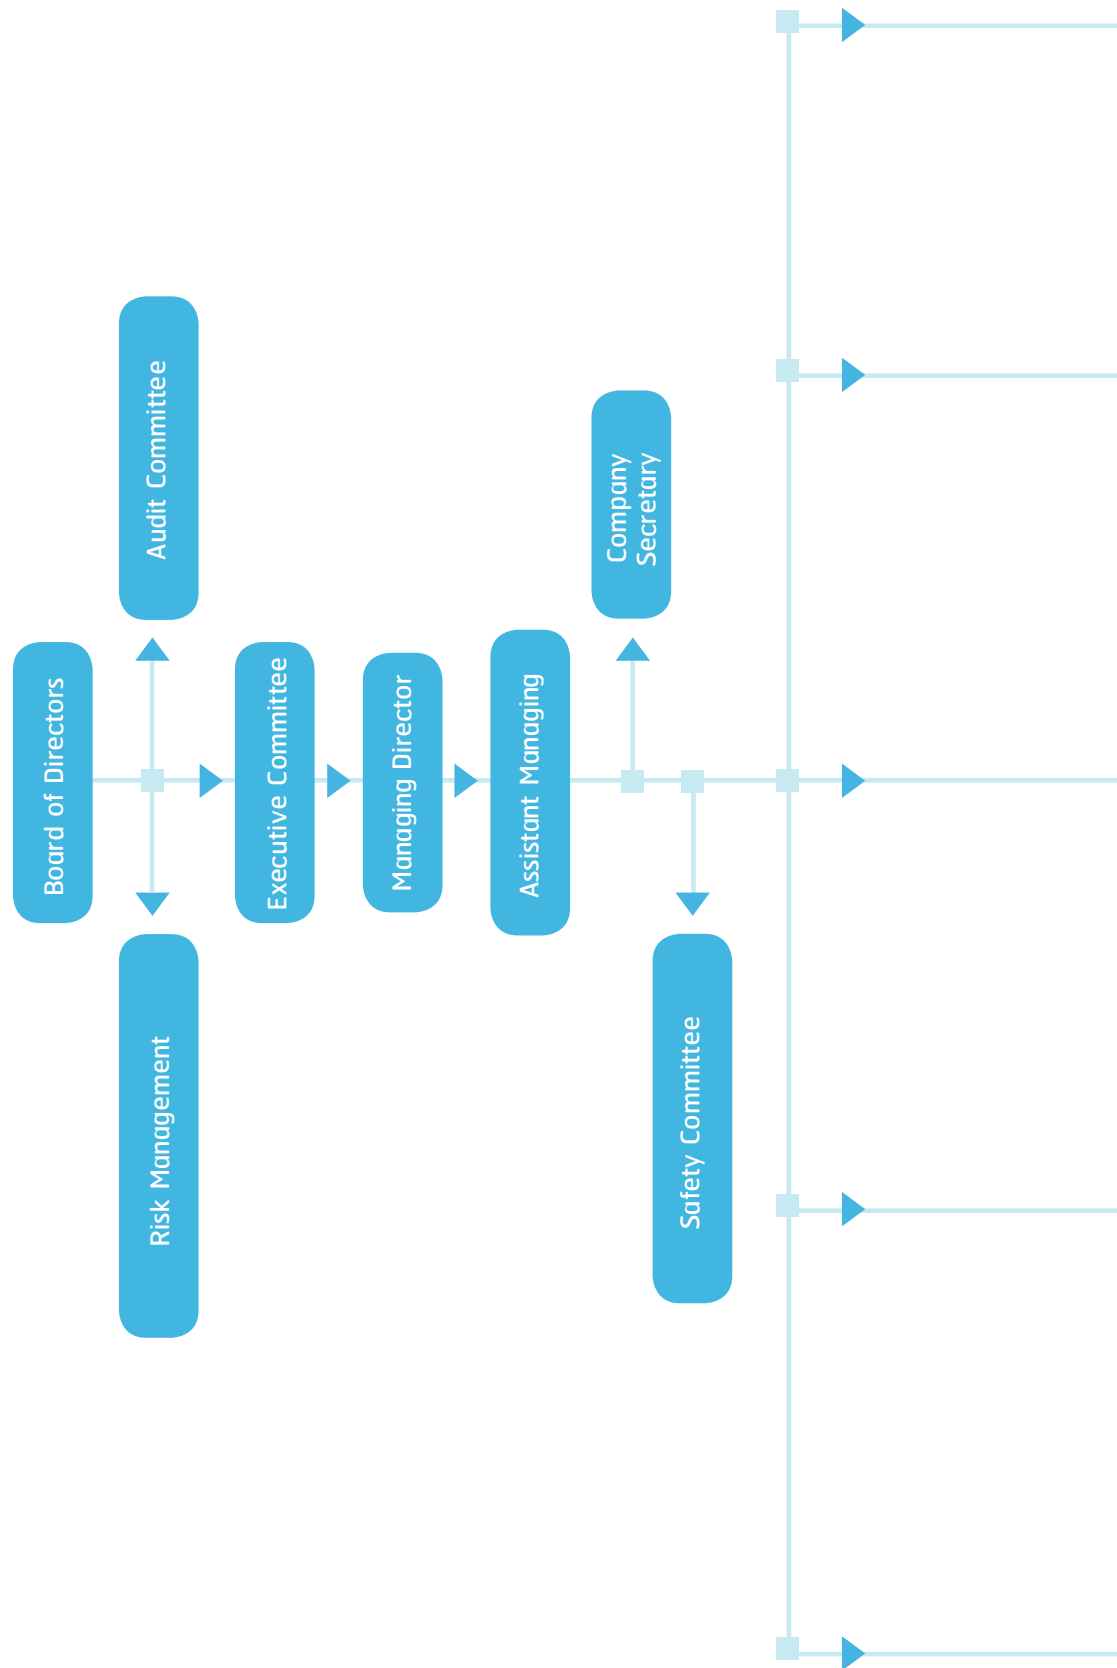 Board of Directors
Audit Committee
Risk Management
Executive Committee
Managing Director
Assistant Managing
Company
Secretary
Safety Committee